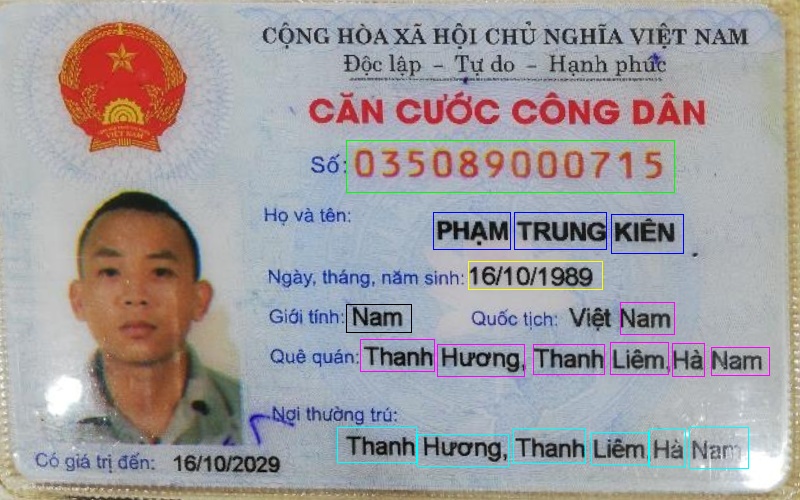 CỘNG HÒA XÃ HỘI CHỦ NGHĨA VIỆT NAM
Độc lập – Tự do – Hạnh phúc
CĂN CƯỚC CÔNG DÂN
Số: 035089000715
Họ và tên: PHẠM TRUNG KIÊN
Ngày, tháng, năm sinh: 16/10/1989
Giới tính: Nam Quốc tịch: Việt Nam
Quê quán: Thanh Hương, Thanh Liêm, Hà Nam
Nơi thường trú:
Thanh Hương, Thanh Liêm, Hà Nam
Có giá trị đến: 16/10/2029